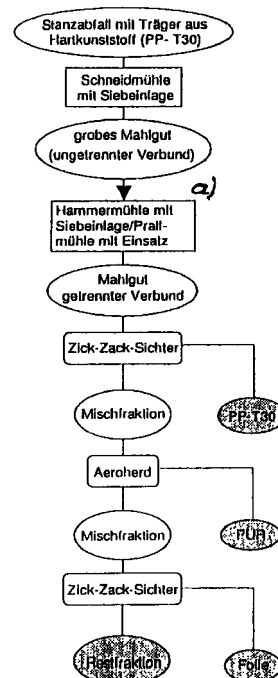 Stanzabfall mit Träger aus
Hartkunststoff (PP- T30)
Schneidmühle
mit Siebeinlage
grobes Mahlgut
(ungetrennter Verbund)
a)
Hammermühle mit
Siebeinlage/Prall-
mühle mit Einsatz
Mahlgut
getrennter Verbund
Zick-Zack-Sichter
Mischfraktion
PP-T30
Aeroherd
Mischfraktion
PUR
Zick-Zack-Sichter
Restfraktion
Folie